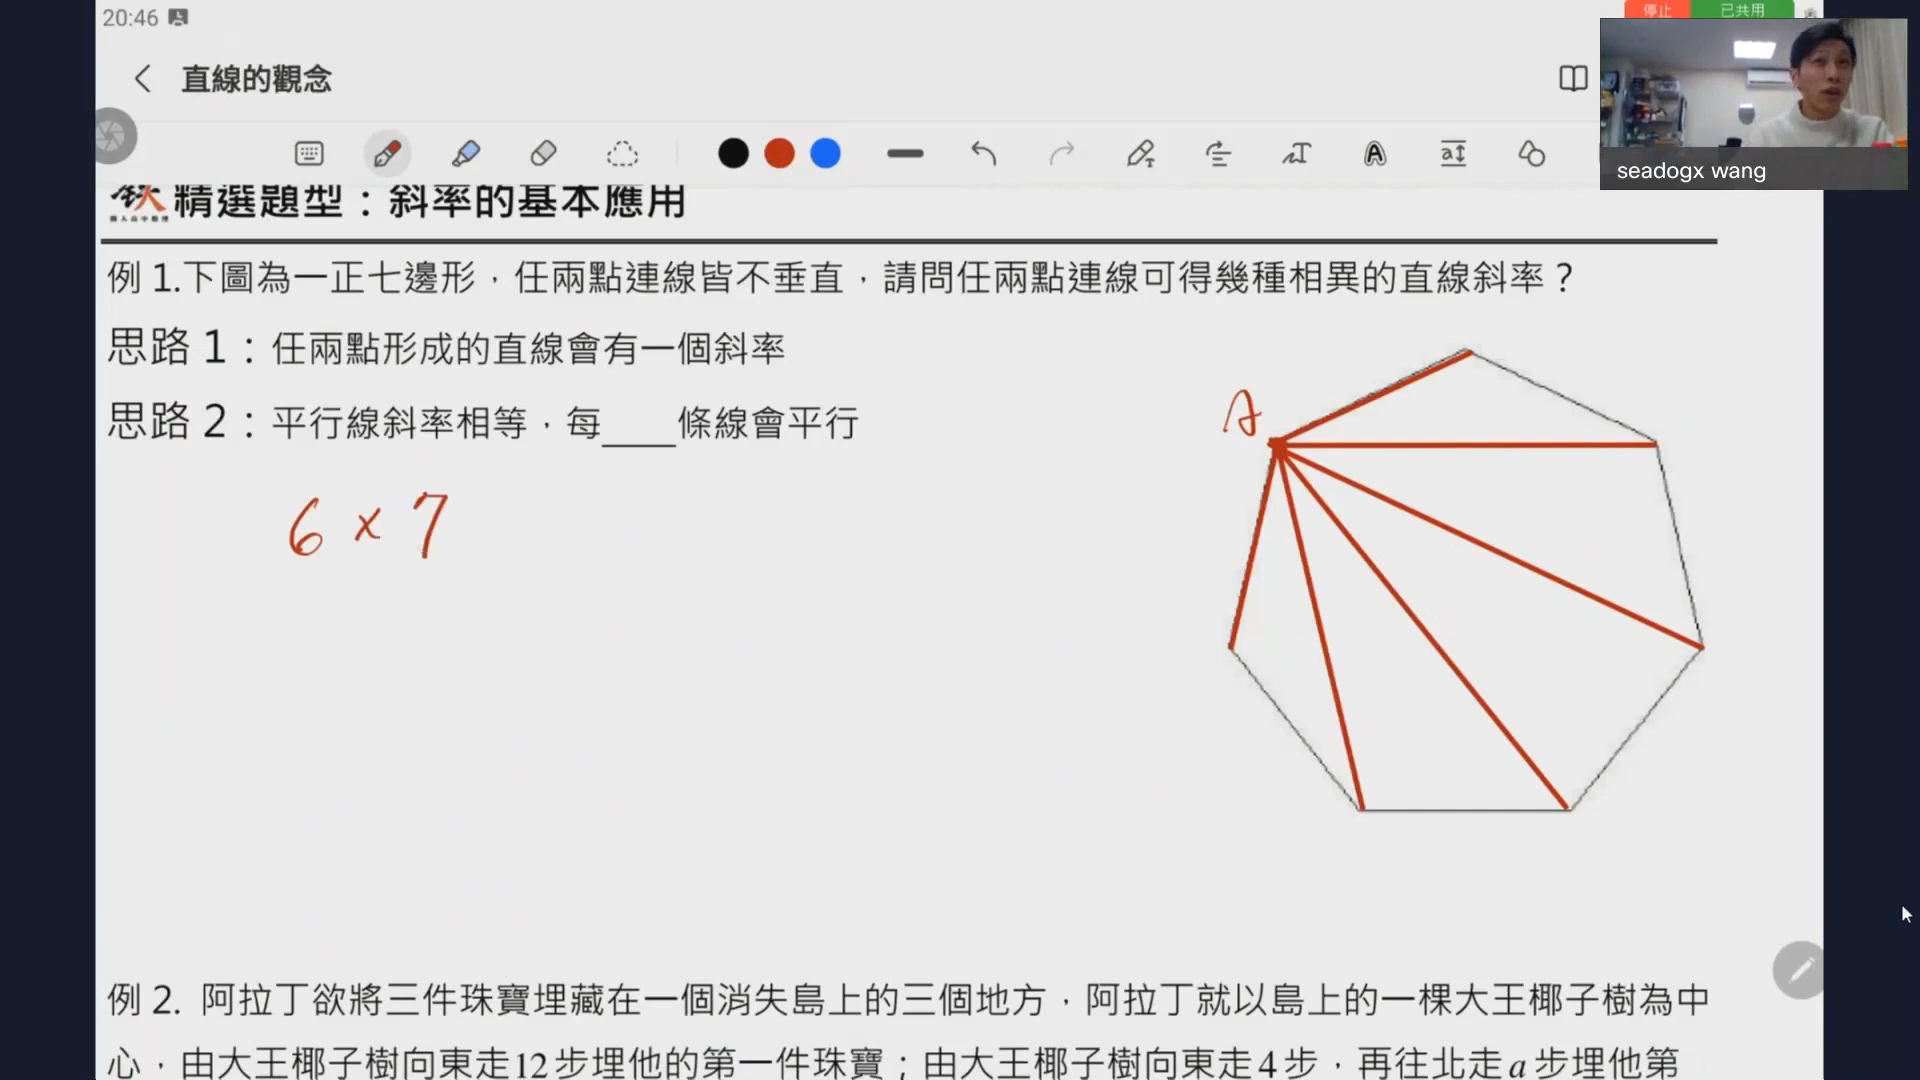 20:46
停止 已共用
直線的觀念
seadogx wang
精選題型：斜率的基本應用
例 1.下圖為一正七邊形，任兩點連線皆不垂直，請問任兩點連線可得幾種相異的直線斜率？
思路 1：任兩點形成的直線會有一個斜率
思路 2：平行線斜率相等，每____條線會平行
A
6 x 7
例 2. 阿拉丁欲將三件珠寶埋藏在一個消失島上的三個地方，阿拉丁就以島上的一棵大王椰子樹為中
心，由大王椰子樹向東走12步埋他的第一件珠寶；由大王椰子樹向東走4步，再往北走a步埋他第